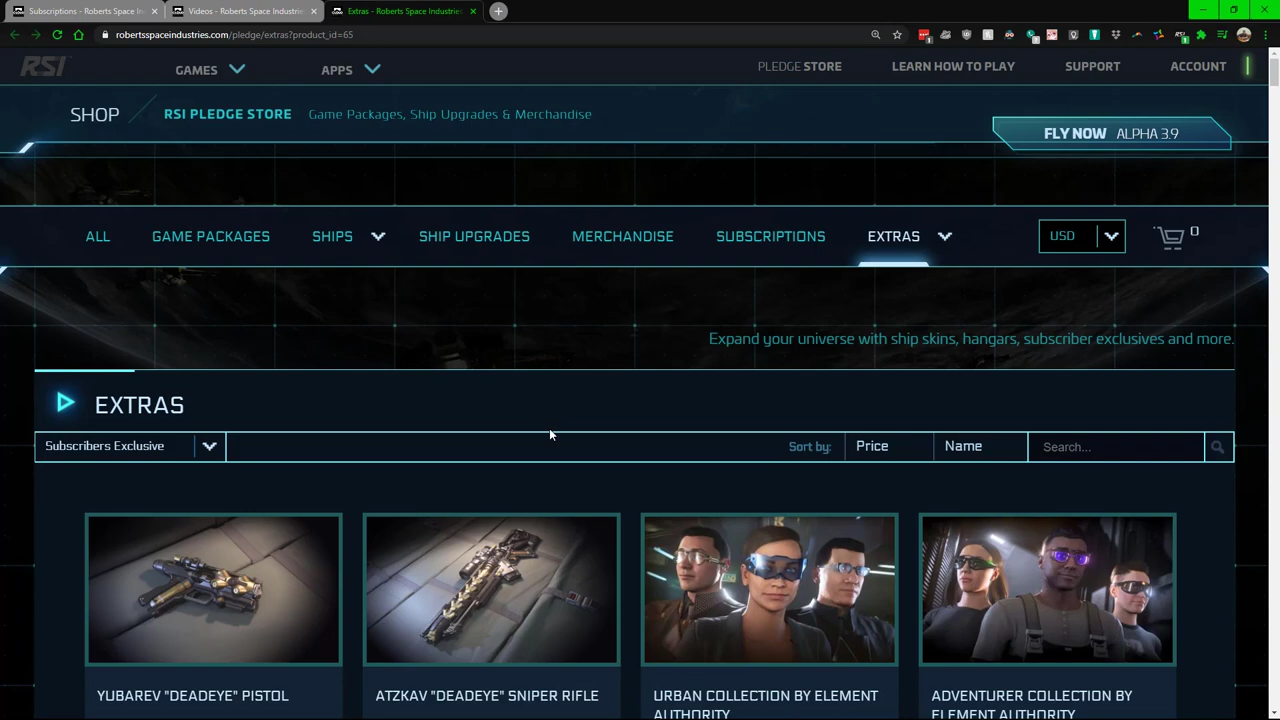 Subscriptions - Roberts Space In
Videos - Roberts Space Industrie
Extras - Roberts Space Industries
robertsspaceindustries.com/pledge/extras?product_id=65
RSI
GAMES
APPS
PLEDGE STORE
LEARN HOW TO PLAY
SUPPORT
ACCOUNT
SHOP
RSI PLEDGE STORE
Game Packages, Ship Upgrades & Merchandise
FLY NOW ALPHA 3.9
ALL
GAME PACKAGES
SHIPS
SHIP UPGRADES
MERCHANDISE
SUBSCRIPTIONS
EXTRAS
USD
0
Expand your universe with ship skins, hangars, subscriber exclusives and more.
EXTRAS
Subscribers Exclusive
Sort by:
Price
Name
Search...
YUBAREV "DEADEYE" PISTOL
ATZKAV "DEADEYE" SNIPER RIFLE
URBAN COLLECTION BY ELEMENT
AUTHORITY
ADVENTURER COLLECTION BY
ELEMENT AUTHORITY